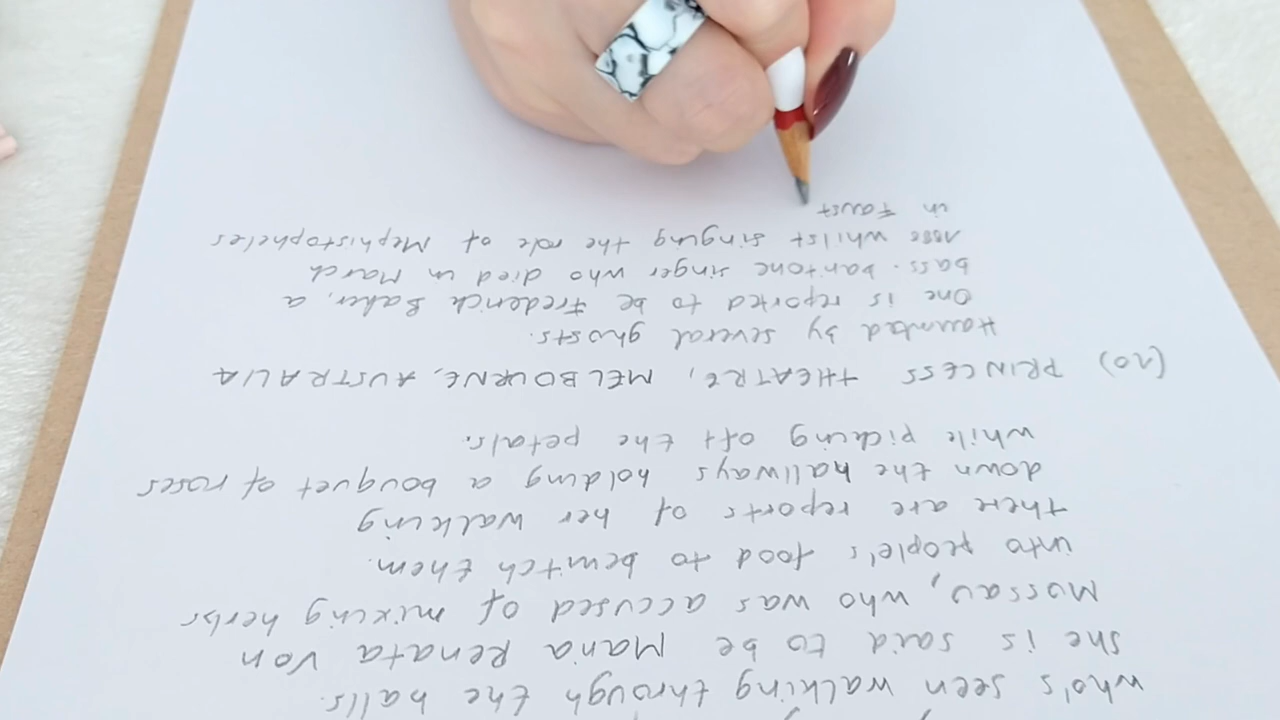 who's seen walking through the halls.
she is said to be Maria Renata von
Mossau, who was accused of mixing herbs
into people's food to bewitch them.
there are reports of her walking
down the hallways holding a bouquet of roses
while picking off the petals.
(10) PRINCESS THEATRE, MELBOURNE, AUSTRALIA
Haunted by several ghosts.
One is reported to be Frederick Baker, a
bass-baritone singer who died in March
1888 whilst singing the role of Mephistopheles
in Faust